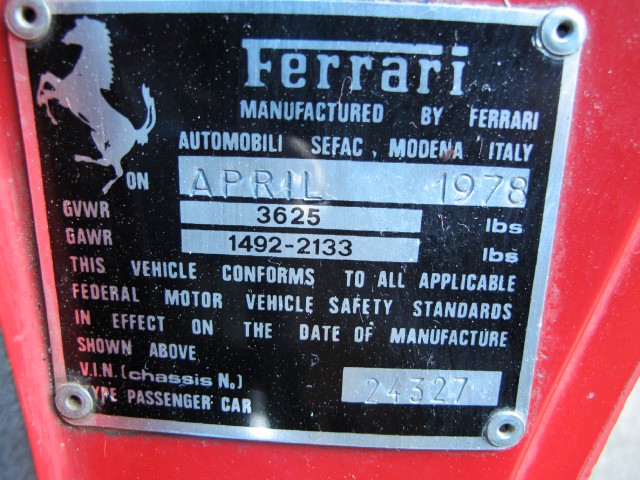 Ferrari
MANUFACTURED BY FERRARI
AUTOMOBILI SEFAC, MODENA ITALY
ON APRIL 1978
GVWR 3625 lbs
GAWR 1492-2133 lbs
THIS VEHICLE CONFORMS TO ALL APPLICABLE
FEDERAL MOTOR VEHICLE SAFETY STANDARDS
IN EFFECT ON THE DATE OF MANUFACTURE
SHOWN ABOVE
V.I.N. (chassis No.) 24327
TYPE PASSENGER CAR